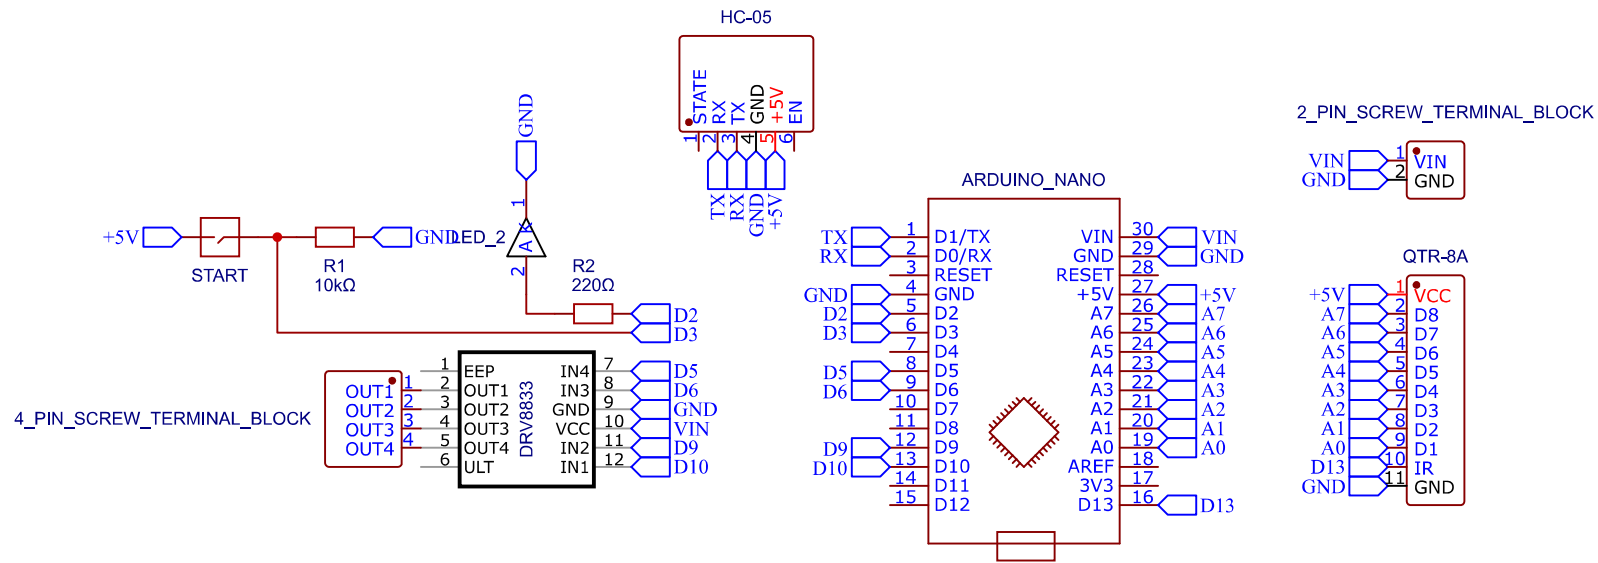 HC-05
STATE
RX
TX
GND
+5V
EN
1
2
3
4
5
6
TX
RX
GND
+5V
GND
1
A K
LED_2
2
+5V
START
R1
10kΩ
GND
R2
220Ω
D2
D3
4_PIN_SCREW_TERMINAL_BLOCK
OUT1 1
OUT2 2
OUT3 3
OUT4 4
DRV8833
1 EEP
2 OUT1
3 OUT2
4 OUT3
5 OUT4
6 ULT
IN4 7 D5
IN3 8 D6
GND 9 GND
VCC 10 VIN
IN2 11 D9
IN1 12 D10
ARDUINO_NANO
TX 1 D1/TX
RX 2 D0/RX
3 RESET
GND 4 GND
D2 5 D2
D3 6 D3
7 D4
D5 8 D5
D6 9 D6
10 D7
11 D8
D9 12 D9
D10 13 D10
14 D11
15 D12
VIN 30 VIN
GND 29 GND
RESET 28
+5V 27 +5V
A7 26 A7
A6 25 A6
A5 24 A5
A4 23 A4
A3 22 A3
A2 21 A2
A1 20 A1
A0 19 A0
AREF 18
3V3 17
D13 16 D13
2_PIN_SCREW_TERMINAL_BLOCK
VIN 1 VIN
GND 2 GND
QTR-8A
+5V 1 VCC
A7 2 D8
A6 3 D7
A5 4 D6
A4 5 D5
A3 6 D4
A2 7 D3
A1 8 D2
A0 9 D1
D13 10 IR
GND 11 GND